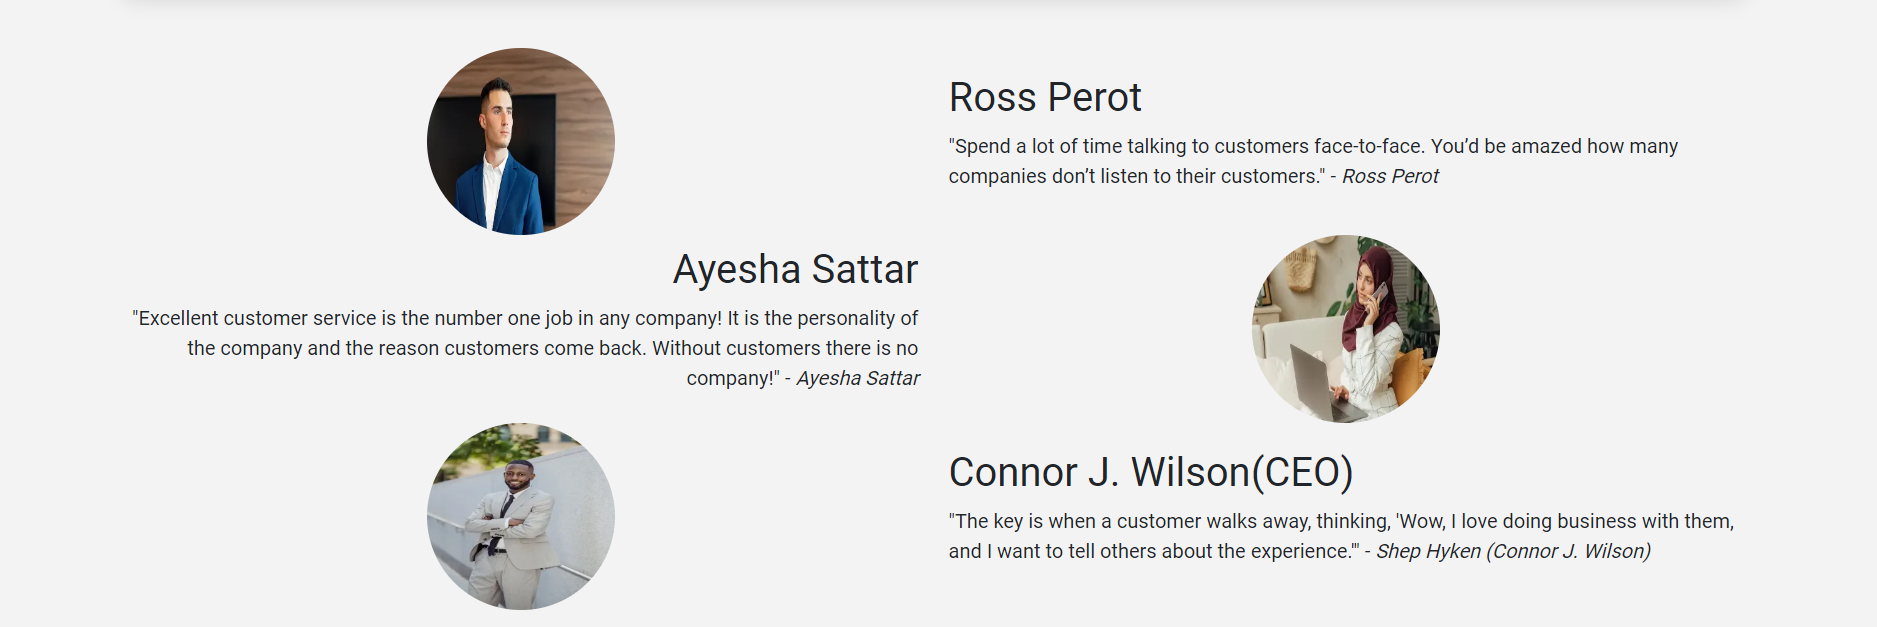 Ross Perot
"Spend a lot of time talking to customers face-to-face. You’d be amazed how many
companies don’t listen to their customers." - Ross Perot
Ayesha Sattar
"Excellent customer service is the number one job in any company! It is the personality of
the company and the reason customers come back. Without customers there is no
company!" - Ayesha Sattar
Connor J. Wilson(CEO)
"The key is when a customer walks away, thinking, 'Wow, I love doing business with them,
and I want to tell others about the experience.'" - Shep Hyken (Connor J. Wilson)